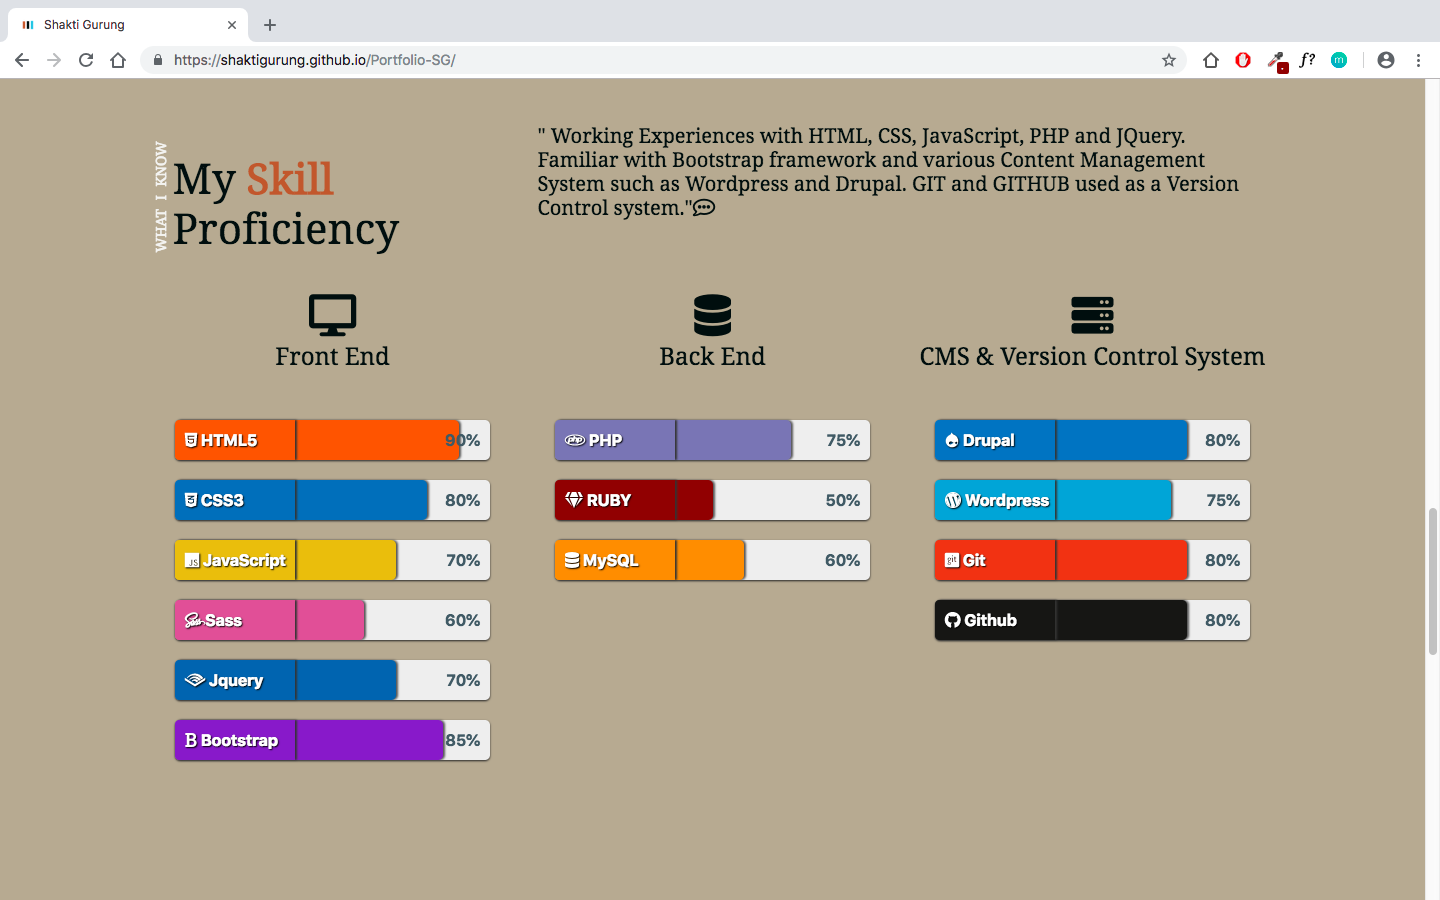 Shakti Gurung
https://shaktigurung.github.io/Portfolio-SG/
f?
m
WHAT I KNOW
My Skill
Proficiency
" Working Experiences with HTML, CSS, JavaScript, PHP and JQuery.
Familiar with Bootstrap framework and various Content Management
System such as Wordpress and Drupal. GIT and GITHUB used as a Version
Control system."
Front End
HTML5 90%
CSS3 80%
JS JavaScript 70%
Sass Sass 60%
Jquery 70%
B Bootstrap 85%
Back End
php PHP 75%
RUBY 50%
MySQL 60%
CMS & Version Control System
Drupal 80%
Wordpress 75%
git Git 80%
Github 80%